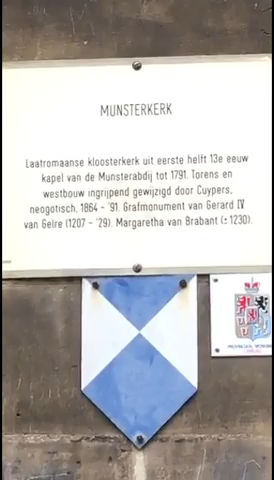 MUNSTERKERK
Laatromaanse kloosterkerk uit eerste helft 13e eeuw
kapel van de Munsterabdij tot 1791. Torens en
westbouw ingrijpend gewijzigd door Cuypers,
neogotisch, 1864 - '91. Grafmonument van Gerard IV
van Gelre (1207 - '29). Margaretha van Brabant (± 1230).